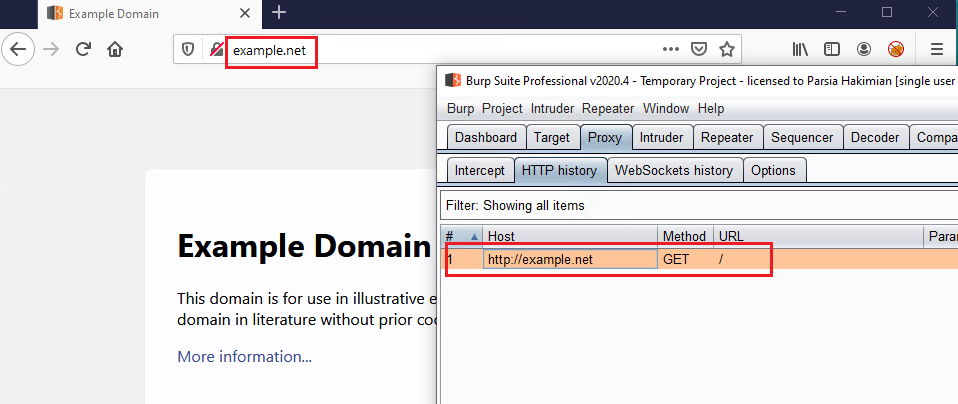 Example Domain
example.net
Burp Suite Professional v2020.4 - Temporary Project - licensed to Parsia Hakimian [single user
Burp Project Intruder Repeater Window Help
Dashboard Target Proxy Intruder Repeater Sequencer Decoder Compa
Intercept HTTP history WebSockets history Options
Filter: Showing all items
# Host Method URL Parar
1 http://example.net GET /
Example Domain
This domain is for use in illustrative e
domain in literature without prior coo
More information...